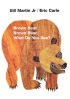 Bill Martin Jr / Eric Carle
Brown Bear,
Brown Bear,
What Do You See?